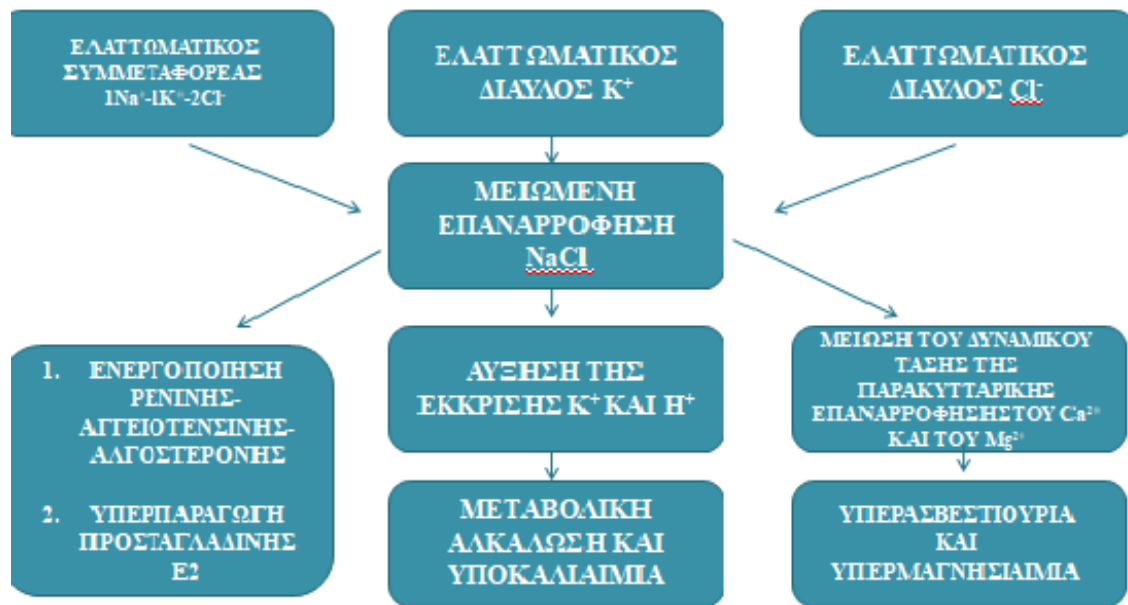 ΕΛΑΤΤΩΜΑΤΙΚΟΣ
ΣΥΜΜΕΤΑΦΟΡΕΑΣ
1Na⁺-1K⁺-2Cl⁻
ΕΛΑΤΤΩΜΑΤΙΚΟΣ
ΔΙΑΥΛΟΣ K⁺
ΕΛΑΤΤΩΜΑΤΙΚΟΣ
ΔΙΑΥΛΟΣ Cl⁻
ΜΕΙΩΜΕΝΗ
ΕΠΑΝΑΡΡΟΦΗΣΗ
NaCl
1. ΕΝΕΡΓΟΠΟΙΗΣΗ
ΡΕΝΙΝΗΣ-
ΑΓΓΕΙΟΤΕΝΣΙΝΗΣ-
ΑΛΓΟΣΤΕΡΟΝΗΣ
2. ΥΠΕΡΠΑΡΑΓΩΓΗ
ΠΡΟΣΤΑΓΛΑΔΙΝΗΣ
Ε2
ΑΥΞΗΣΗ ΤΗΣ
ΕΚΚΡΙΣΗΣ K⁺ ΚΑΙ H⁺
ΜΕΙΩΣΗ ΤΟΥ ΔΥΝΑΜΙΚΟΥ
ΤΑΣΗΣ ΤΗΣ
ΠΑΡΑΚΥΤΤΑΡΙΚΗΣ
ΕΠΑΝΑΡΡΟΦΗΣΗΣΤΟΥ Ca²⁺
ΚΑΙ ΤΟΥ Mg²⁺
ΜΕΤΑΒΟΛΙΚΗ
ΑΛΚΑΛΩΣΗ ΚΑΙ
ΥΠΟΚΑΛΙΑΙΜΙΑ
ΥΠΕΡΑΣΒΕΣΤΙΟΥΡΙΑ
ΚΑΙ
ΥΠΕΡΜΑΓΝΗΣΙΑΙΜΙΑ